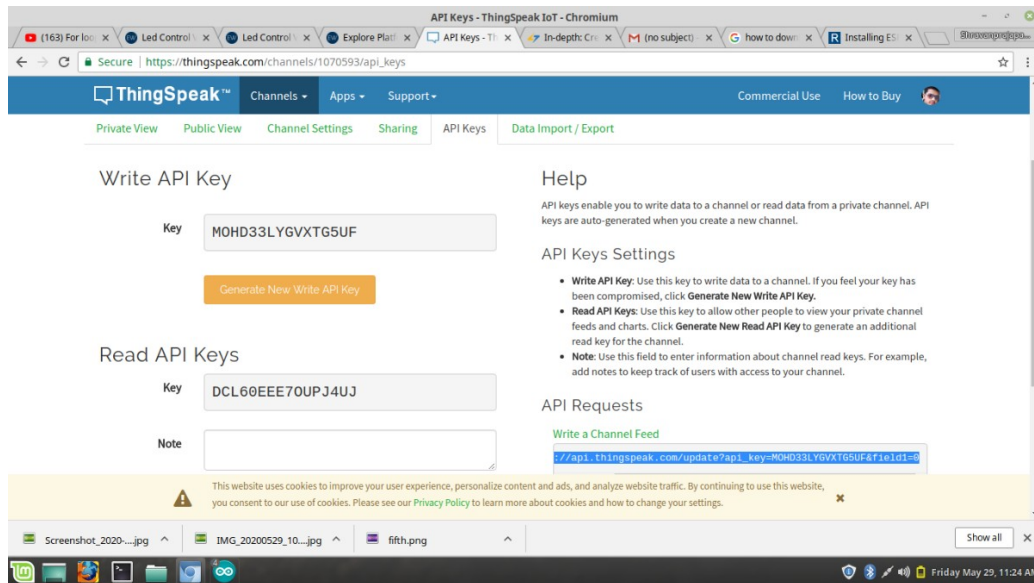 API Keys - ThingSpeak IoT - Chromium
(163) For loo
Led Control
Led Control
Explore Platf
API Keys - Th
In-depth: Cre
(no subject)
how to down
Installing ES
Secure | https://thingspeak.com/channels/1070593/api_keys
ThingSpeak™ Channels Apps Support Commercial Use How to Buy
Private View Public View Channel Settings Sharing API Keys Data Import / Export
Write API Key
Key
MOHD33LYGVXTG5UF
Generate New Write API Key
Read API Keys
Key
DCL60EEE7OUPJ4UJ
Note
Help
API keys enable you to write data to a channel or read data from a private channel. API
keys are auto-generated when you create a new channel.
API Keys Settings
• Write API Key: Use this key to write data to a channel. If you feel your key has
been compromised, click Generate New Write API Key.
• Read API Keys: Use this key to allow other people to view your private channel
feeds and charts. Click Generate New Read API Key to generate an additional
read key for the channel.
• Note: Use this field to enter information about channel read keys. For example,
add notes to keep track of users with access to your channel.
API Requests
Write a Channel Feed
://api.thingspeak.com/update?api_key=MOHD33LYGVXTG5UF&field1=0
This website uses cookies to improve your user experience, personalize content and ads, and analyze website traffic. By continuing to use this website,
you consent to our use of cookies. Please see our Privacy Policy to learn more about cookies and how to change your settings.
Screenshot_2020-....jpg IMG_20200529_10...jpg fifth.png Show all
Friday May 29, 11:24 AM